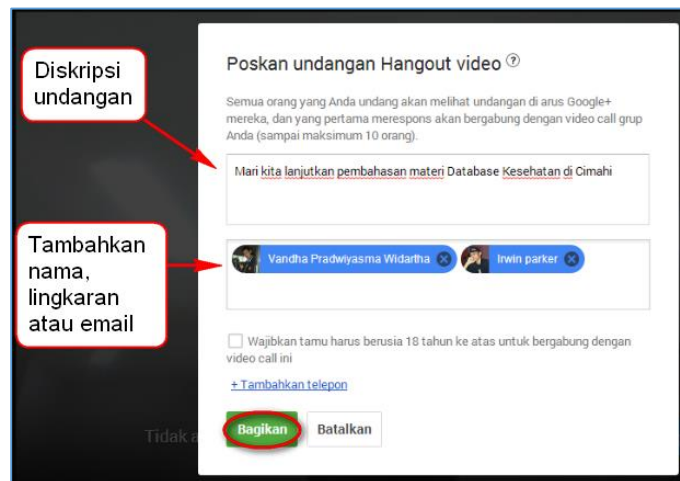 Diskripsi
undangan
Poskan undangan Hangout video ?
Semua orang yang Anda undang akan melihat undangan di arus Google+
mereka, dan yang pertama merespons akan bergabung dengan video call grup
Anda (sampai maksimum 10 orang).
Mari kita lanjutkan pembahasan materi Database Kesehatan di Cimahi
Tambahkan
nama,
lingkaran
atau email
Vandha Pradwiyasma Widartha
Irwin parker
Wajibkan tamu harus berusia 18 tahun ke atas untuk bergabung dengan
video call ini
+ Tambahkan telepon
Tidak a
Bagikan
Batalkan